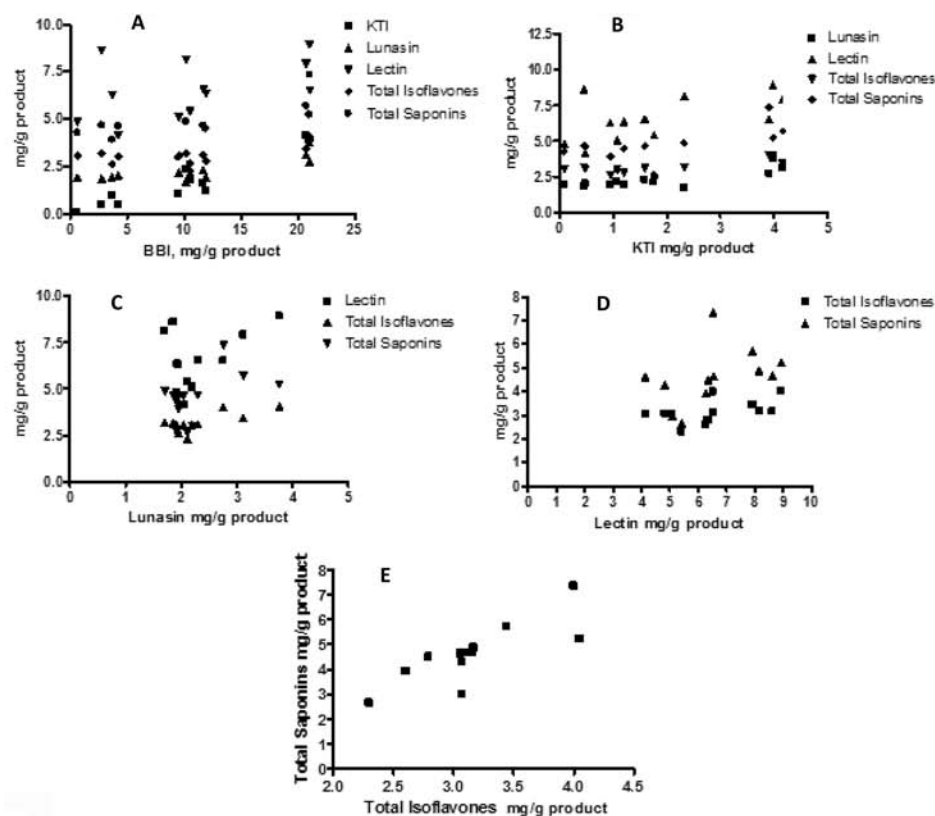 A
10.0
7.5
5.0
2.5
0.0
mg/g product
0 5 10 15 20 25
BBI, mg/g product
KTI
Lunasin
Lectin
Total Isoflavones
Total Saponins
B
12.5
10.0
7.5
5.0
2.5
0.0
mg/g product
0 1 2 3 4 5
KTI mg/g product
Lunasin
Lectin
Total Isoflavones
Total Saponins
C
10.0
7.5
5.0
2.5
0.0
mg/g product
0 1 2 3 4 5
Lunasin mg/g product
Lectin
Total Isoflavones
Total Saponins
D
8
7
6
5
4
3
2
1
0
mg/g product
0 1 2 3 4 5 6 7 8 9 10
Lectin mg/g product
Total Isoflavones
Total Saponins
E
8
7
6
5
4
3
2
1
0
Total Saponins mg/g product
2.0 2.5 3.0 3.5 4.0 4.5
Total Isoflavones mg/g product